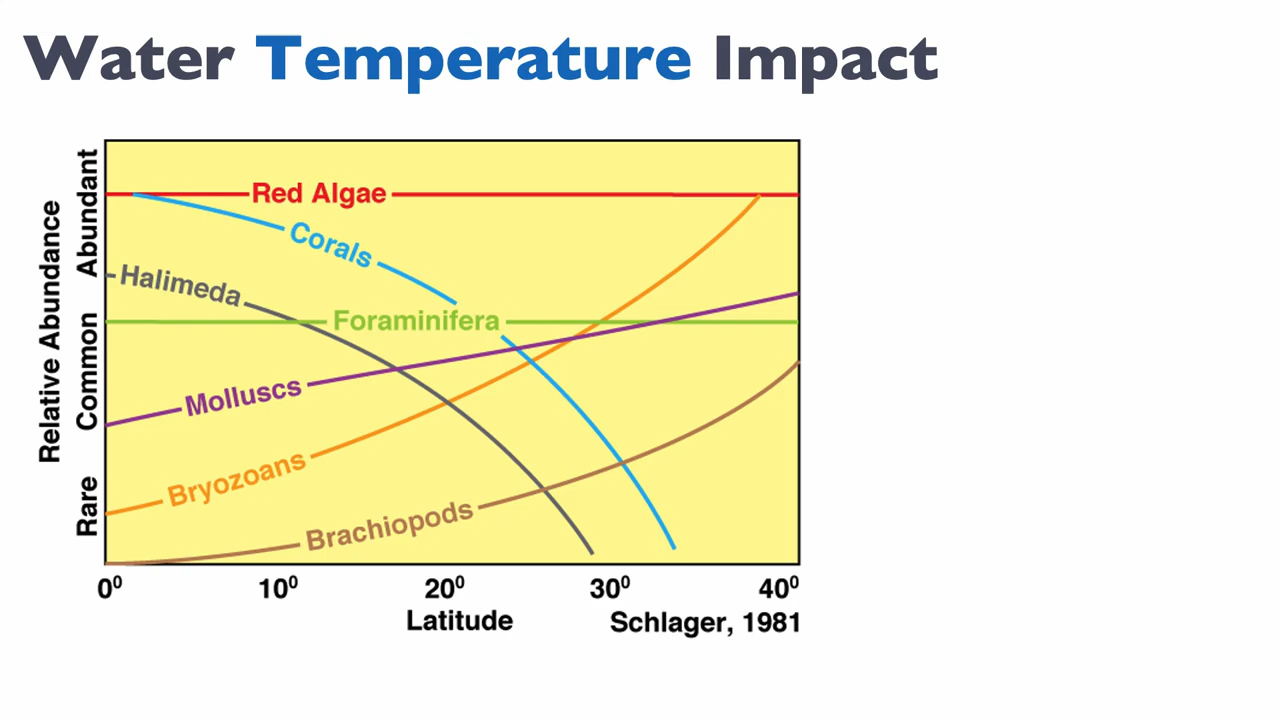 Water Temperature Impact
Relative Abundance
Abundant
Common
Rare
Red Algae
Corals
Halimeda
Foraminifera
Molluscs
Bryozoans
Brachiopods
0⁰ 10⁰ 20⁰ 30⁰ 40⁰
Latitude
Schlager, 1981